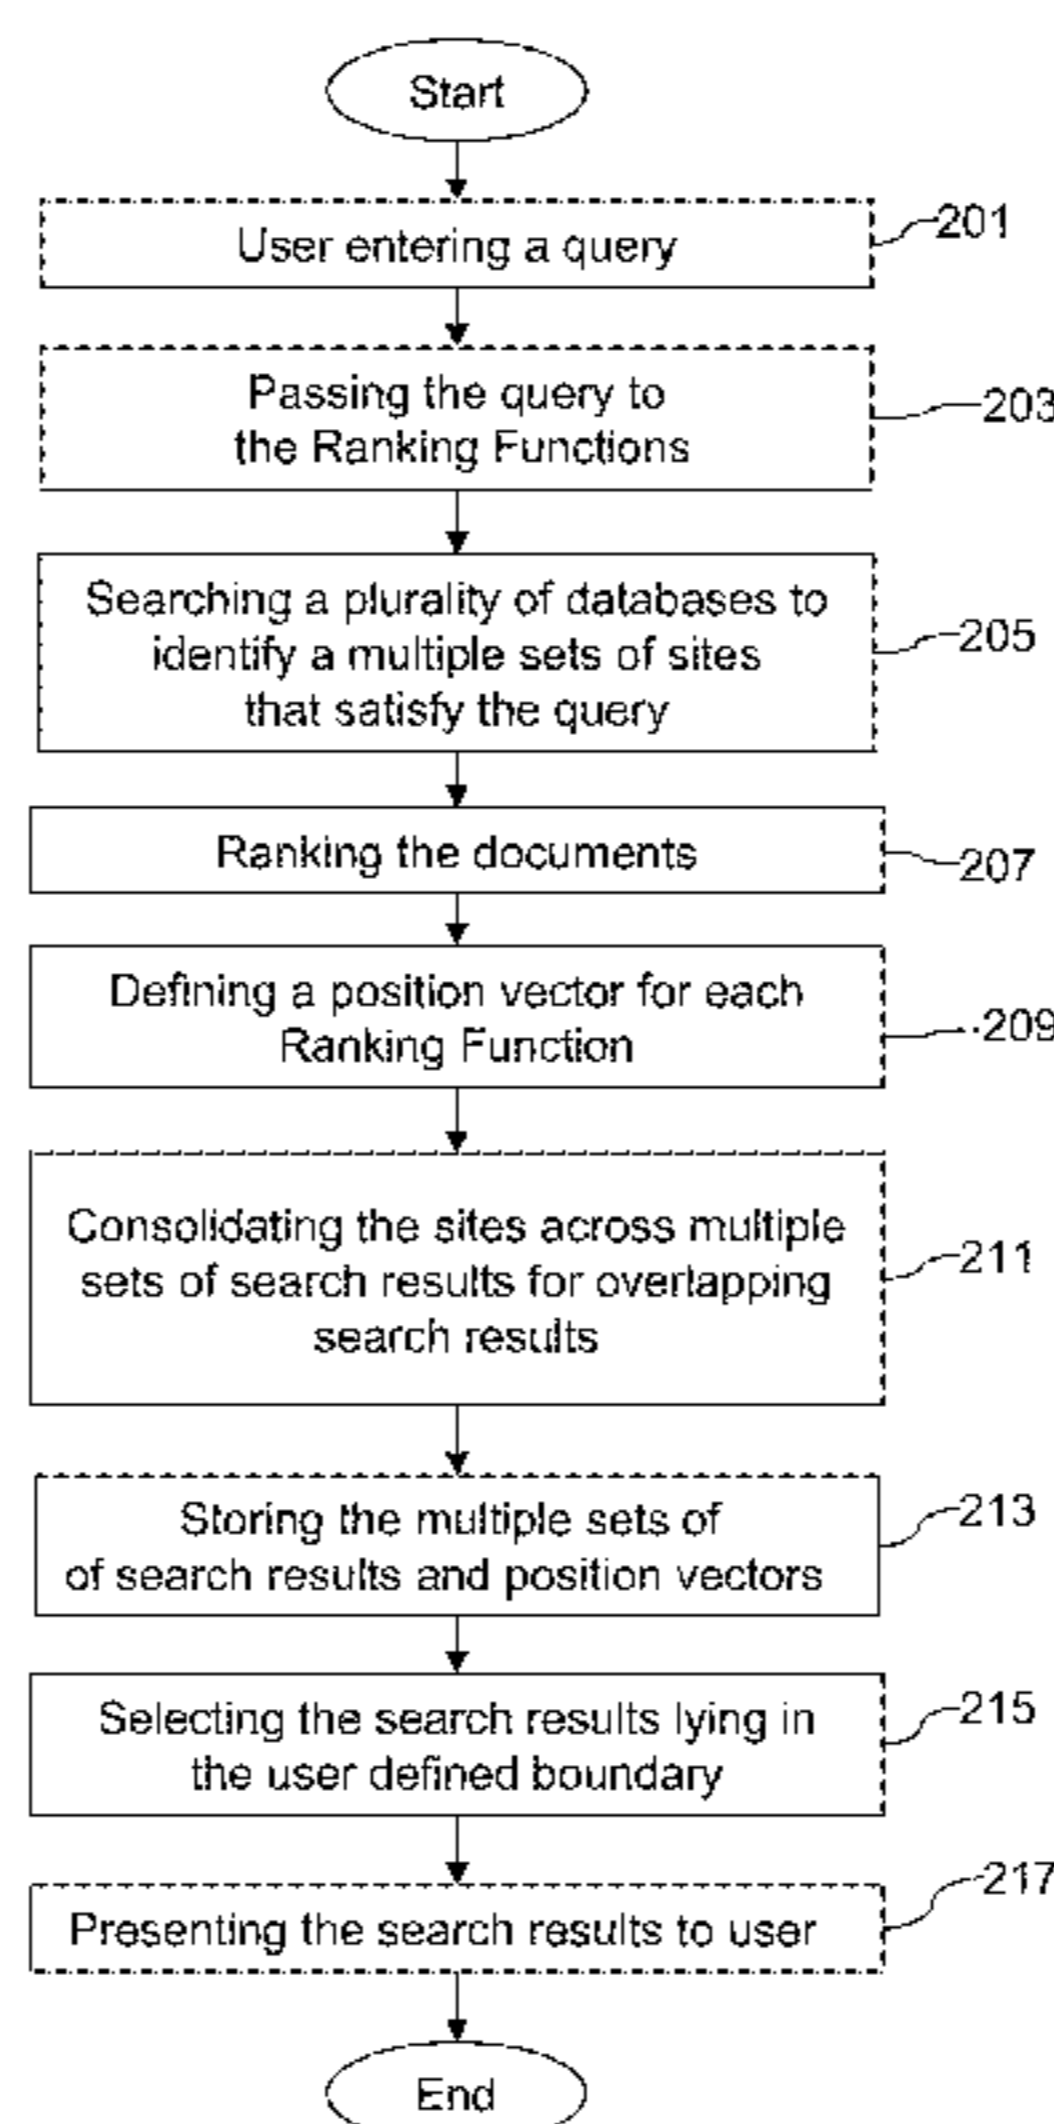 Start
User entering a query
201
Passing the query to
the Ranking Functions
203
Searching a plurality of databases to
identify a multiple sets of sites
that satisfy the query
205
Ranking the documents
207
Defining a position vector for each
Ranking Function
209
Consolidating the sites across multiple
sets of search results for overlapping
search results
211
Storing the multiple sets of
of search results and position vectors
213
Selecting the search results lying in
the user defined boundary
215
Presenting the search results to user
217
End